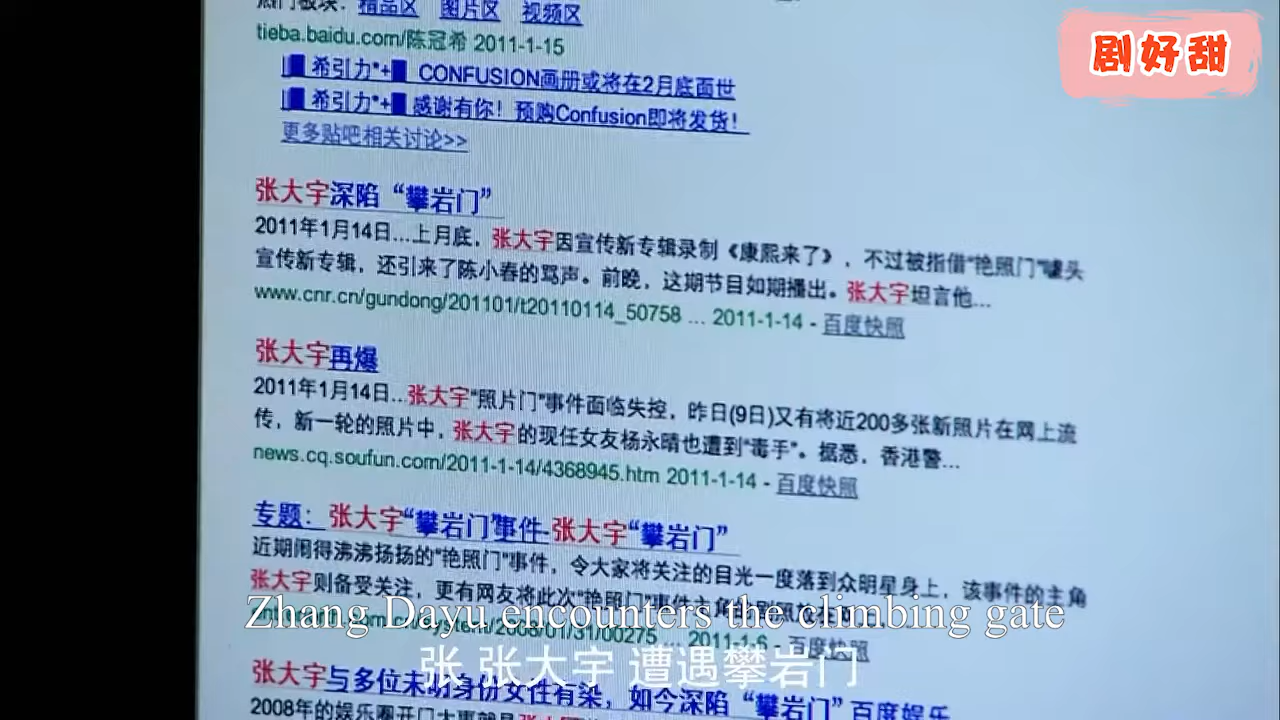 热门板块: 精品区 图片区 视频区
剧好甜
tieba.baidu.com/陈冠希 2011-1-15
希引力*+ CONFUSION画册或将在2月底面世
希引力*+ 感谢有你！预购Confusion即将发货！
更多贴吧相关讨论>>
张大宇深陷“攀岩门”
2011年1月14日...上月底，张大宇因宣传新专辑录制《康熙来了》，不过被指借“艳照门”噱头
宣传新专辑，还引来了陈小春的骂声。前晚，这期节目如期播出。张大宇坦言他...
www.cnr.cn/gundong/201101/t20110114_50758 ... 2011-1-14 - 百度快照
张大宇再爆
2011年1月14日...张大宇“照片门”事件面临失控，昨日(9日)又有将近200多张新照片在网上流
传，新一轮的照片中，张大宇的现任女友杨永晴也遭到“毒手”。据悉，香港警...
news.cq.soufun.com/2011-1-14/4368945.htm 2011-1-14 - 百度快照
专题：张大宇“攀岩门”事件-张大宇“攀岩门”
近期闹得沸沸扬扬的“艳照门”事件，令大家将关注的目光一度落到众明星身上，该事件的主角
张大宇则备受关注，更有网友将此次“艳照门”事件主角
2008/01/31/00275 ... 2011-1-6 - 百度快照
Zhang Dayu encounters the climbing gate
张 张大宇 遭遇攀岩门
张大宇与多位未明身份女性有染，如今深陷“攀岩门”百度娱乐
2008年的娱乐圈开门大事就是